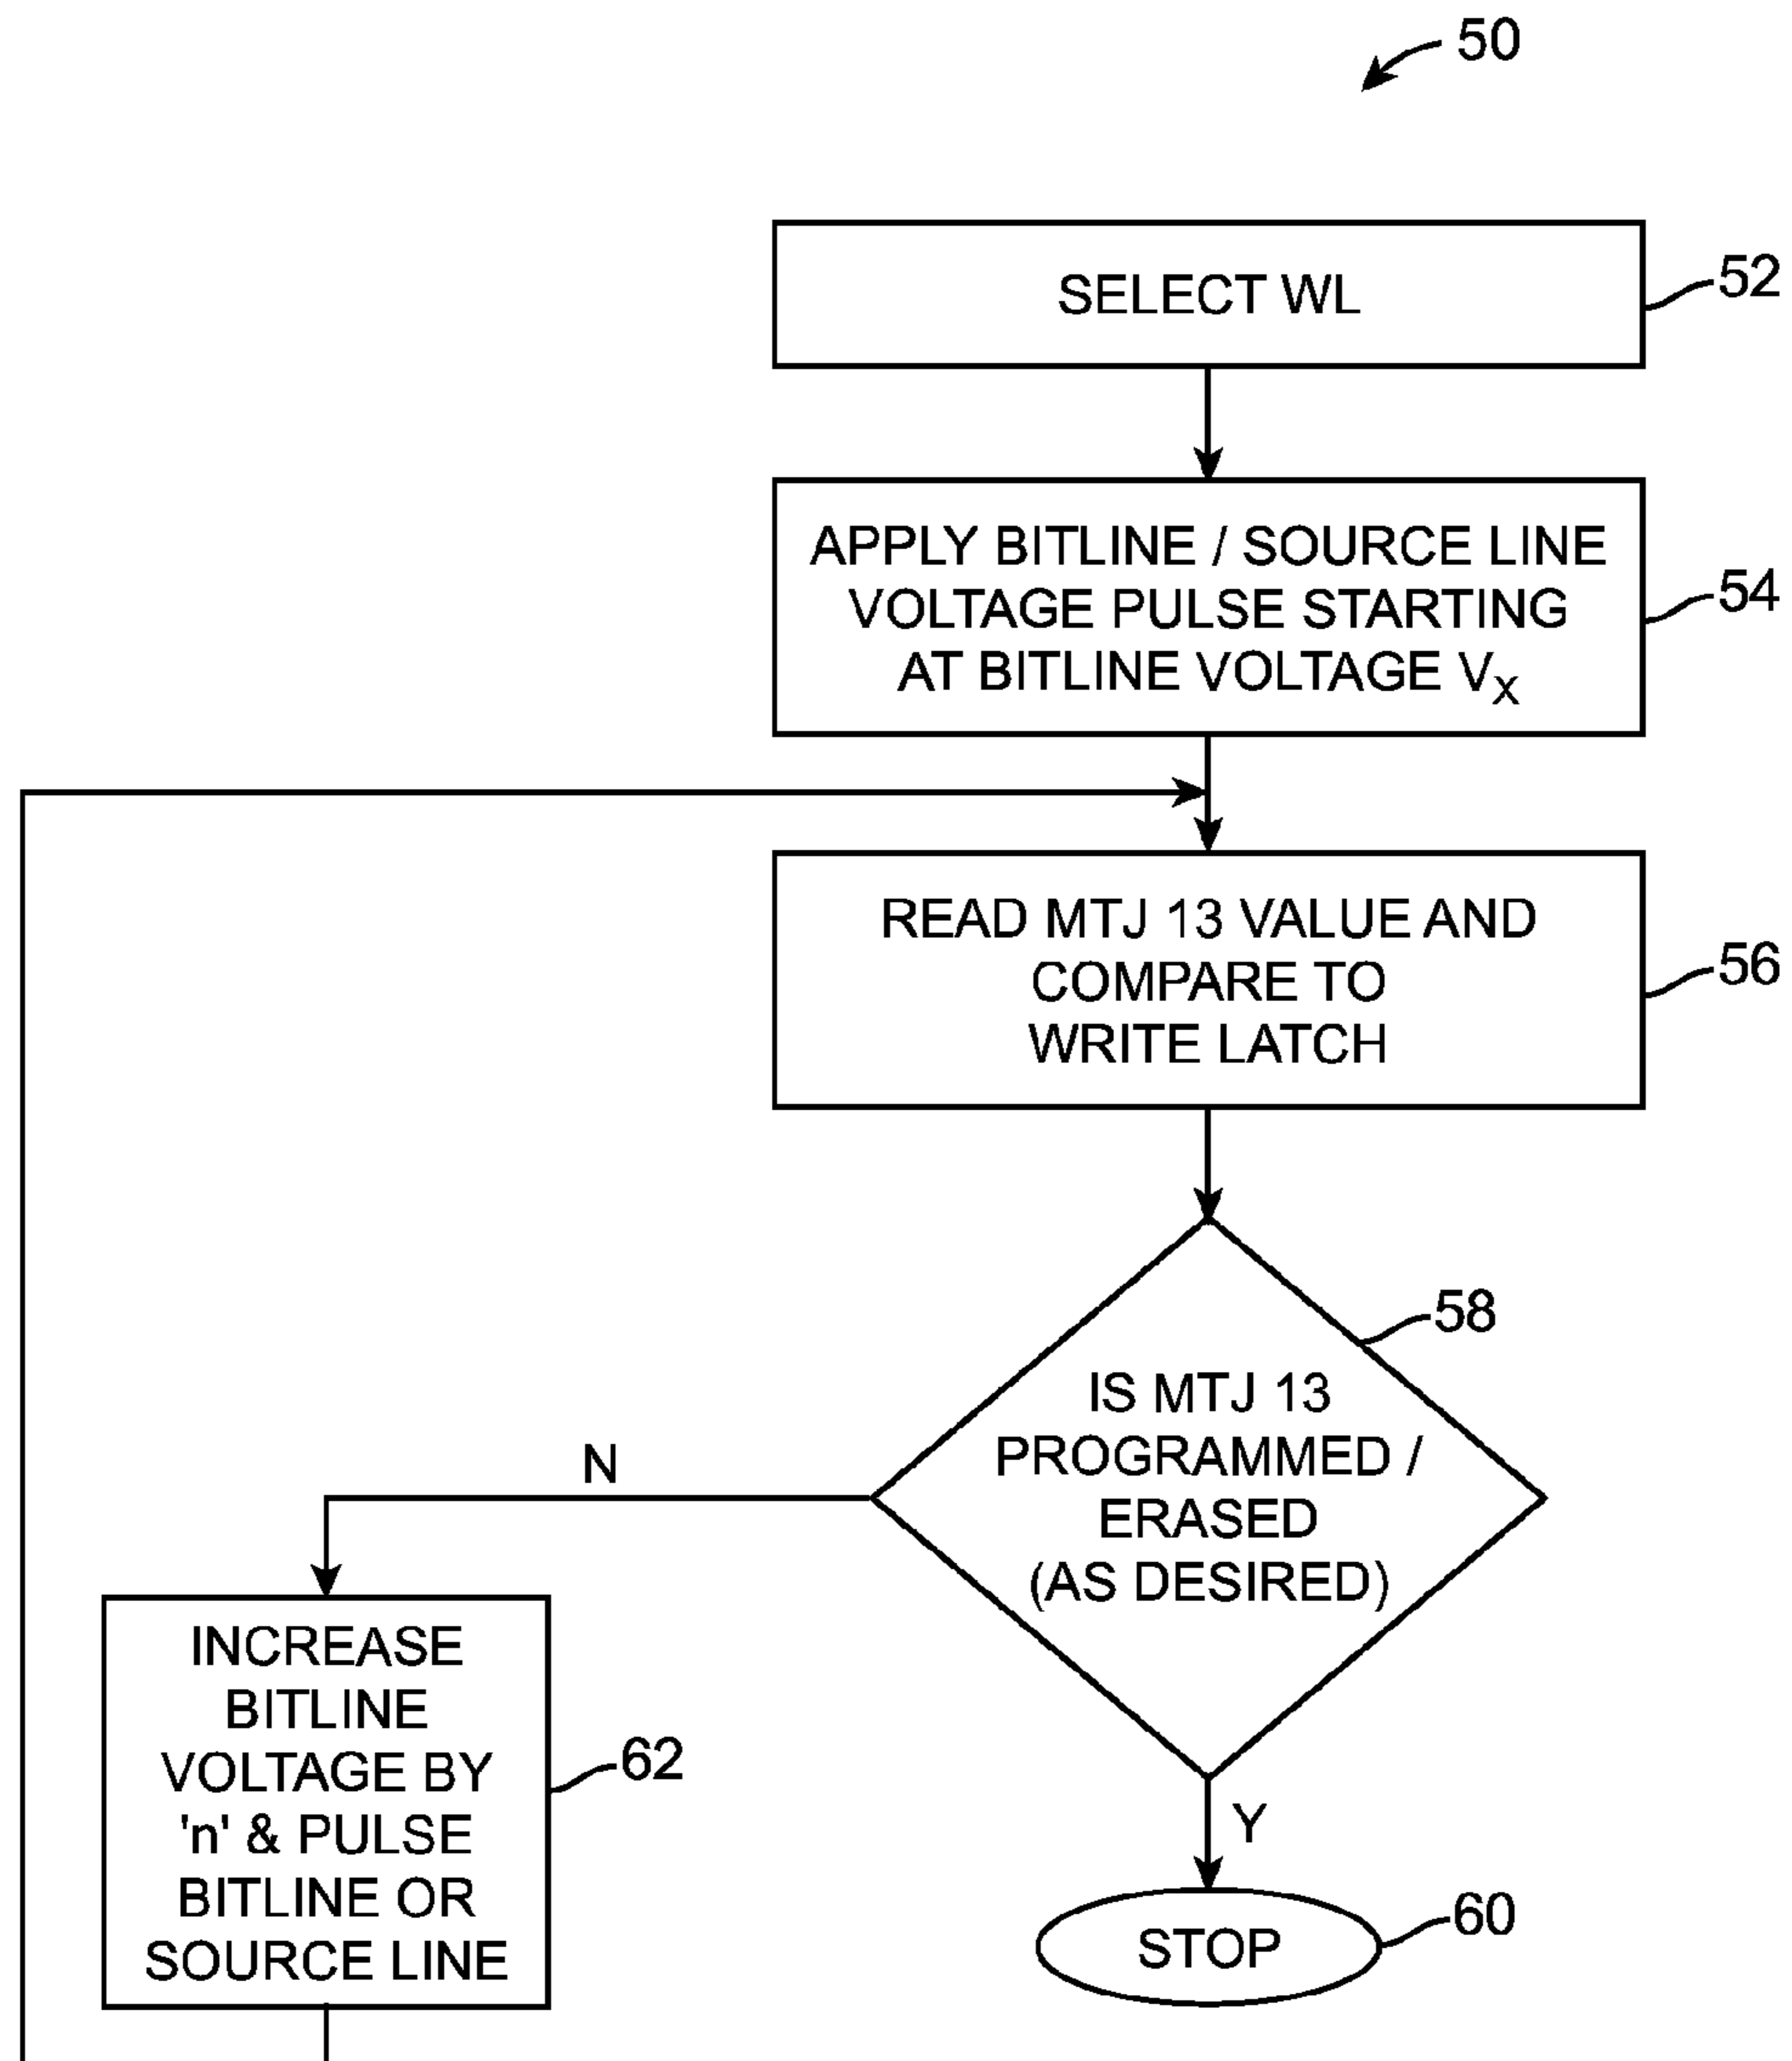 50
SELECT WL
52
APPLY BITLINE / SOURCE LINE
VOLTAGE PULSE STARTING
AT BITLINE VOLTAGE VX
54
READ MTJ 13 VALUE AND
COMPARE TO
WRITE LATCH
56
58
IS MTJ 13
PROGRAMMED /
ERASED
(AS DESIRED)
N
INCREASE
BITLINE
VOLTAGE BY
'n' & PULSE
BITLINE OR
SOURCE LINE
62
Y
STOP
60